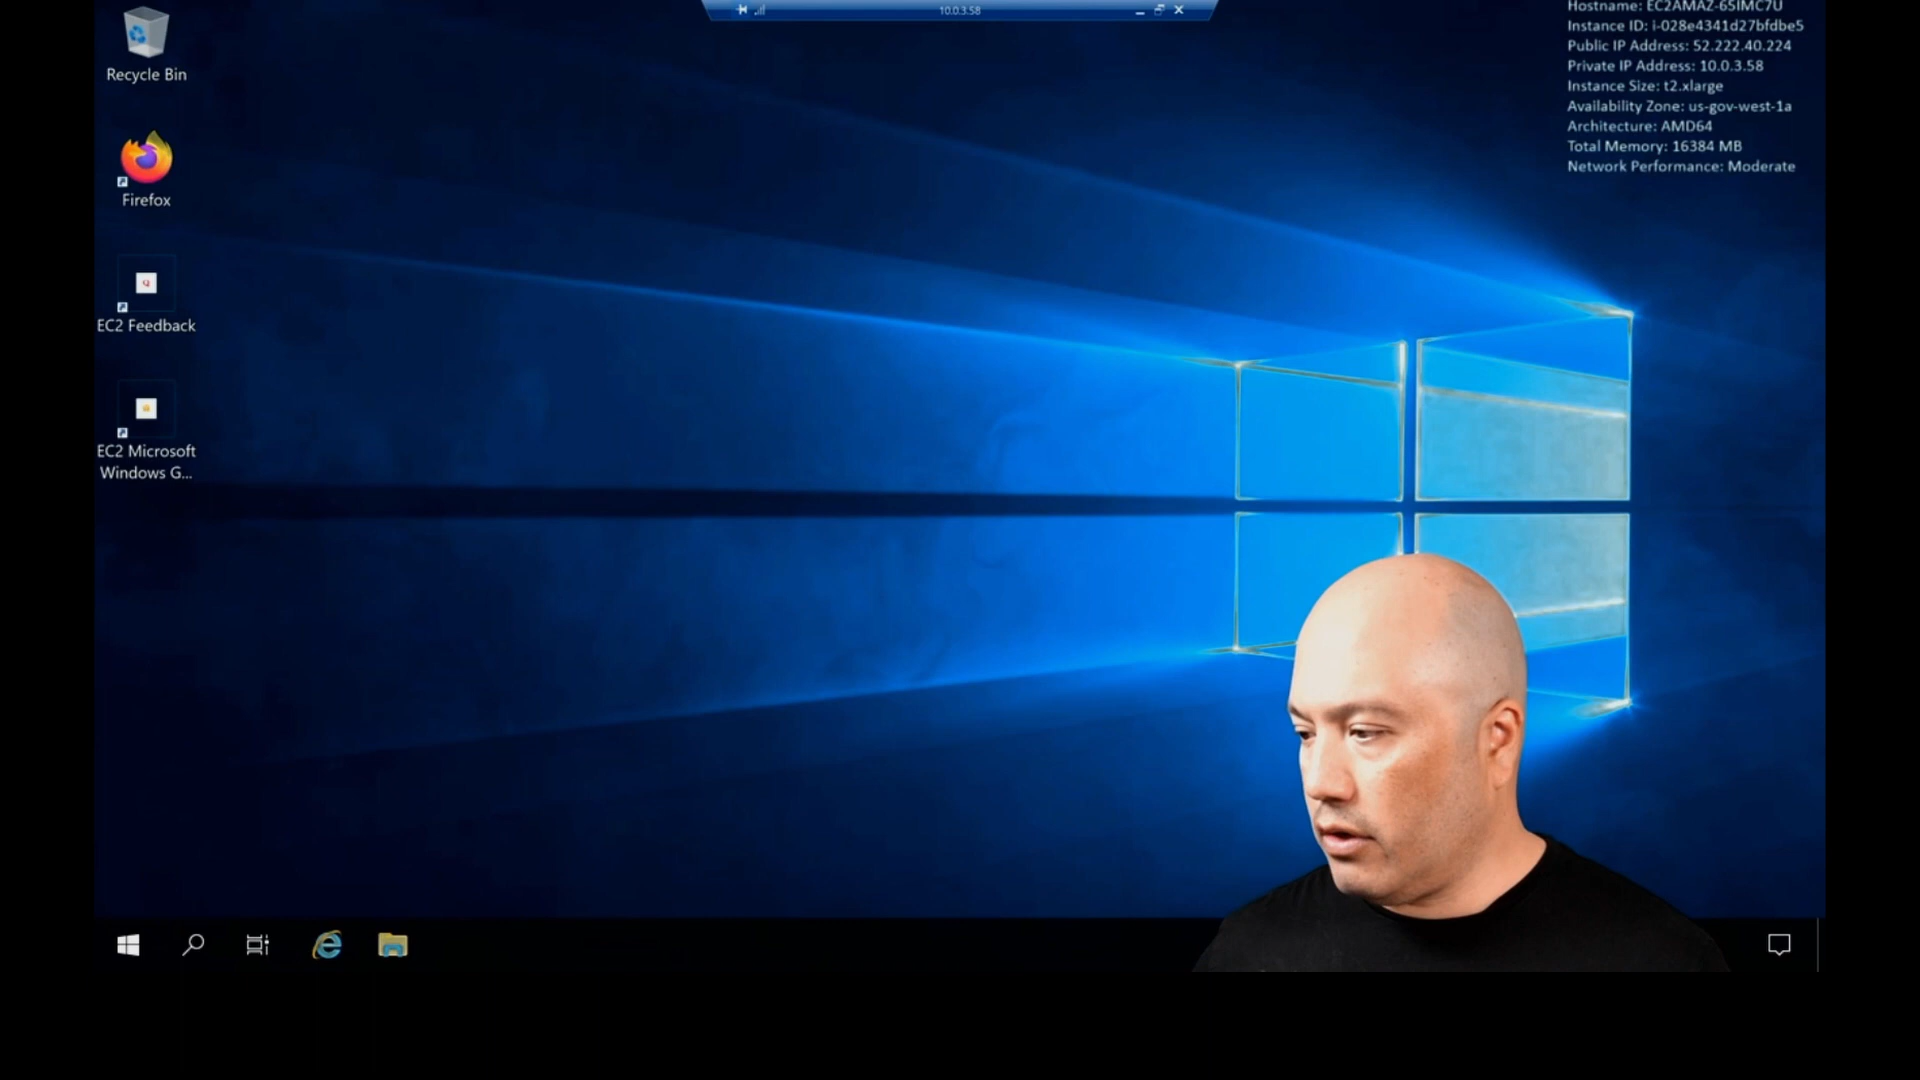 10.0.3.58
Hostname: EC2AMAZ-65IMC7U
Instance ID: i-028e4341d27bfdbe5
Public IP Address: 52.222.40.224
Private IP Address: 10.0.3.58
Instance Size: t2.xlarge
Availability Zone: us-gov-west-1a
Architecture: AMD64
Total Memory: 16384 MB
Network Performance: Moderate
Recycle Bin
Firefox
EC2 Feedback
EC2 Microsoft
Windows G...